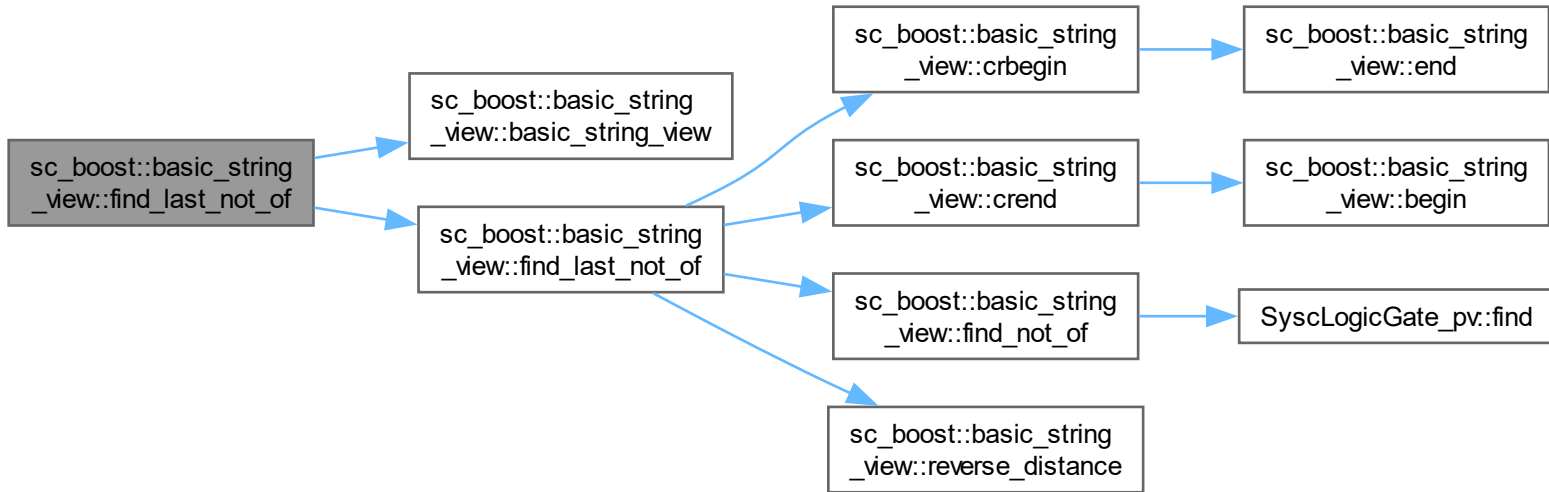 sc_boost::basic_string
_view::find_last_not_of
sc_boost::basic_string
_view::basic_string_view
sc_boost::basic_string
_view::find_last_not_of
sc_boost::basic_string
_view::crbegin
sc_boost::basic_string
_view::end
sc_boost::basic_string
_view::crend
sc_boost::basic_string
_view::begin
sc_boost::basic_string
_view::find_not_of
SyscLogicGate_pv::find
sc_boost::basic_string
_view::reverse_distance